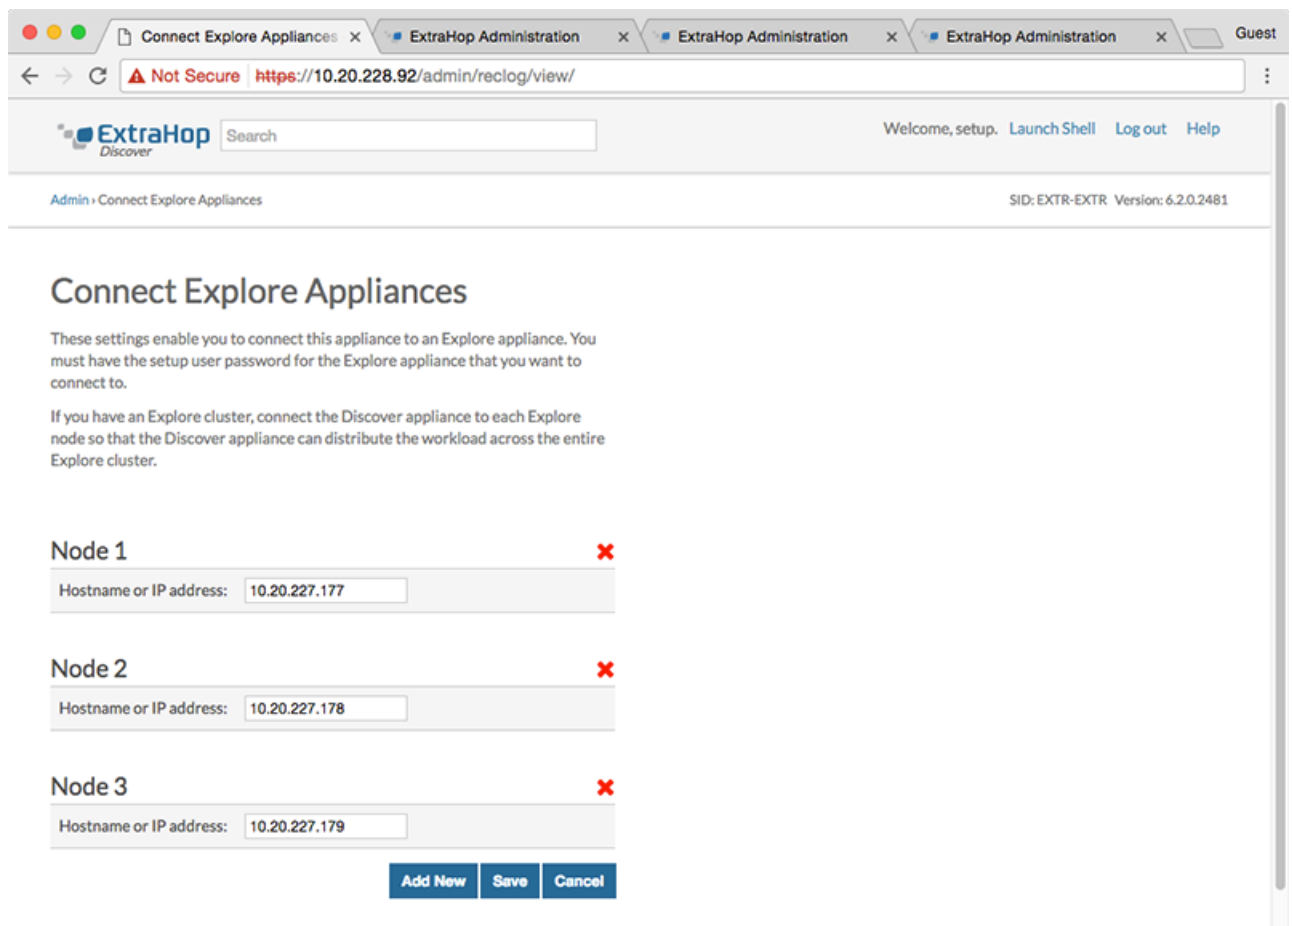 Connect Explore Appliances × ExtraHop Administration × ExtraHop Administration × ExtraHop Administration × Guest
Not Secure https://10.20.228.92/admin/reclog/view/
ExtraHop Search Welcome, setup. Launch Shell Log out Help
Discover
Admin › Connect Explore Appliances SID: EXTR-EXTR Version: 6.2.0.2481
Connect Explore Appliances
These settings enable you to connect this appliance to an Explore appliance. You
must have the setup user password for the Explore appliance that you want to
connect to.
If you have an Explore cluster, connect the Discover appliance to each Explore
node so that the Discover appliance can distribute the workload across the entire
Explore cluster.
Node 1
Hostname or IP address: 10.20.227.177
Node 2
Hostname or IP address: 10.20.227.178
Node 3
Hostname or IP address: 10.20.227.179
Add New Save Cancel